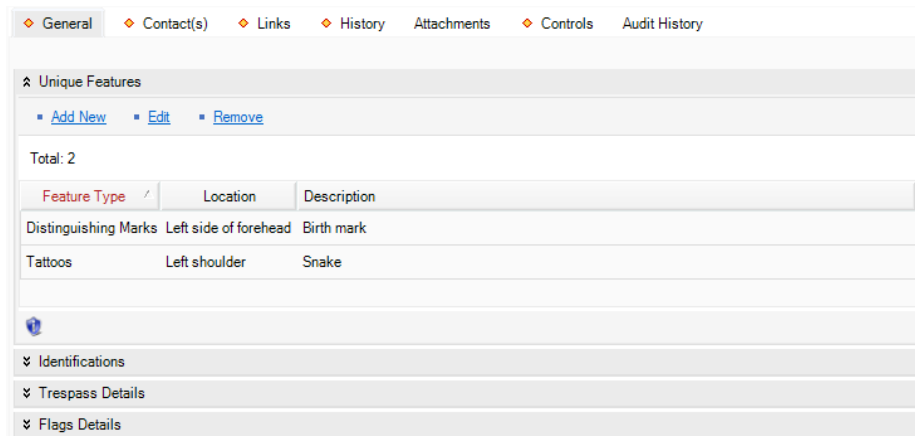 General Contact(s) Links History Attachments Controls Audit History
Unique Features
Add New Edit Remove
Total: 2
Feature Type Location Description
Distinguishing Marks Left side of forehead Birth mark
Tattoos Left shoulder Snake
Identifications
Trespass Details
Flags Details